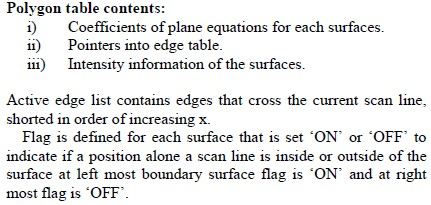 Polygon table contents:
i) Coefficients of plane equations for each surfaces.
ii) Pointers into edge table.
iii) Intensity information of the surfaces.
Active edge list contains edges that cross the current scan line,
shorted in order of increasing x.
Flag is defined for each surface that is set ‘ON’ or ‘OFF’ to
indicate if a position alone a scan line is inside or outside of the
surface at left most boundary surface flag is ‘ON’ and at right
most flag is ‘OFF’.